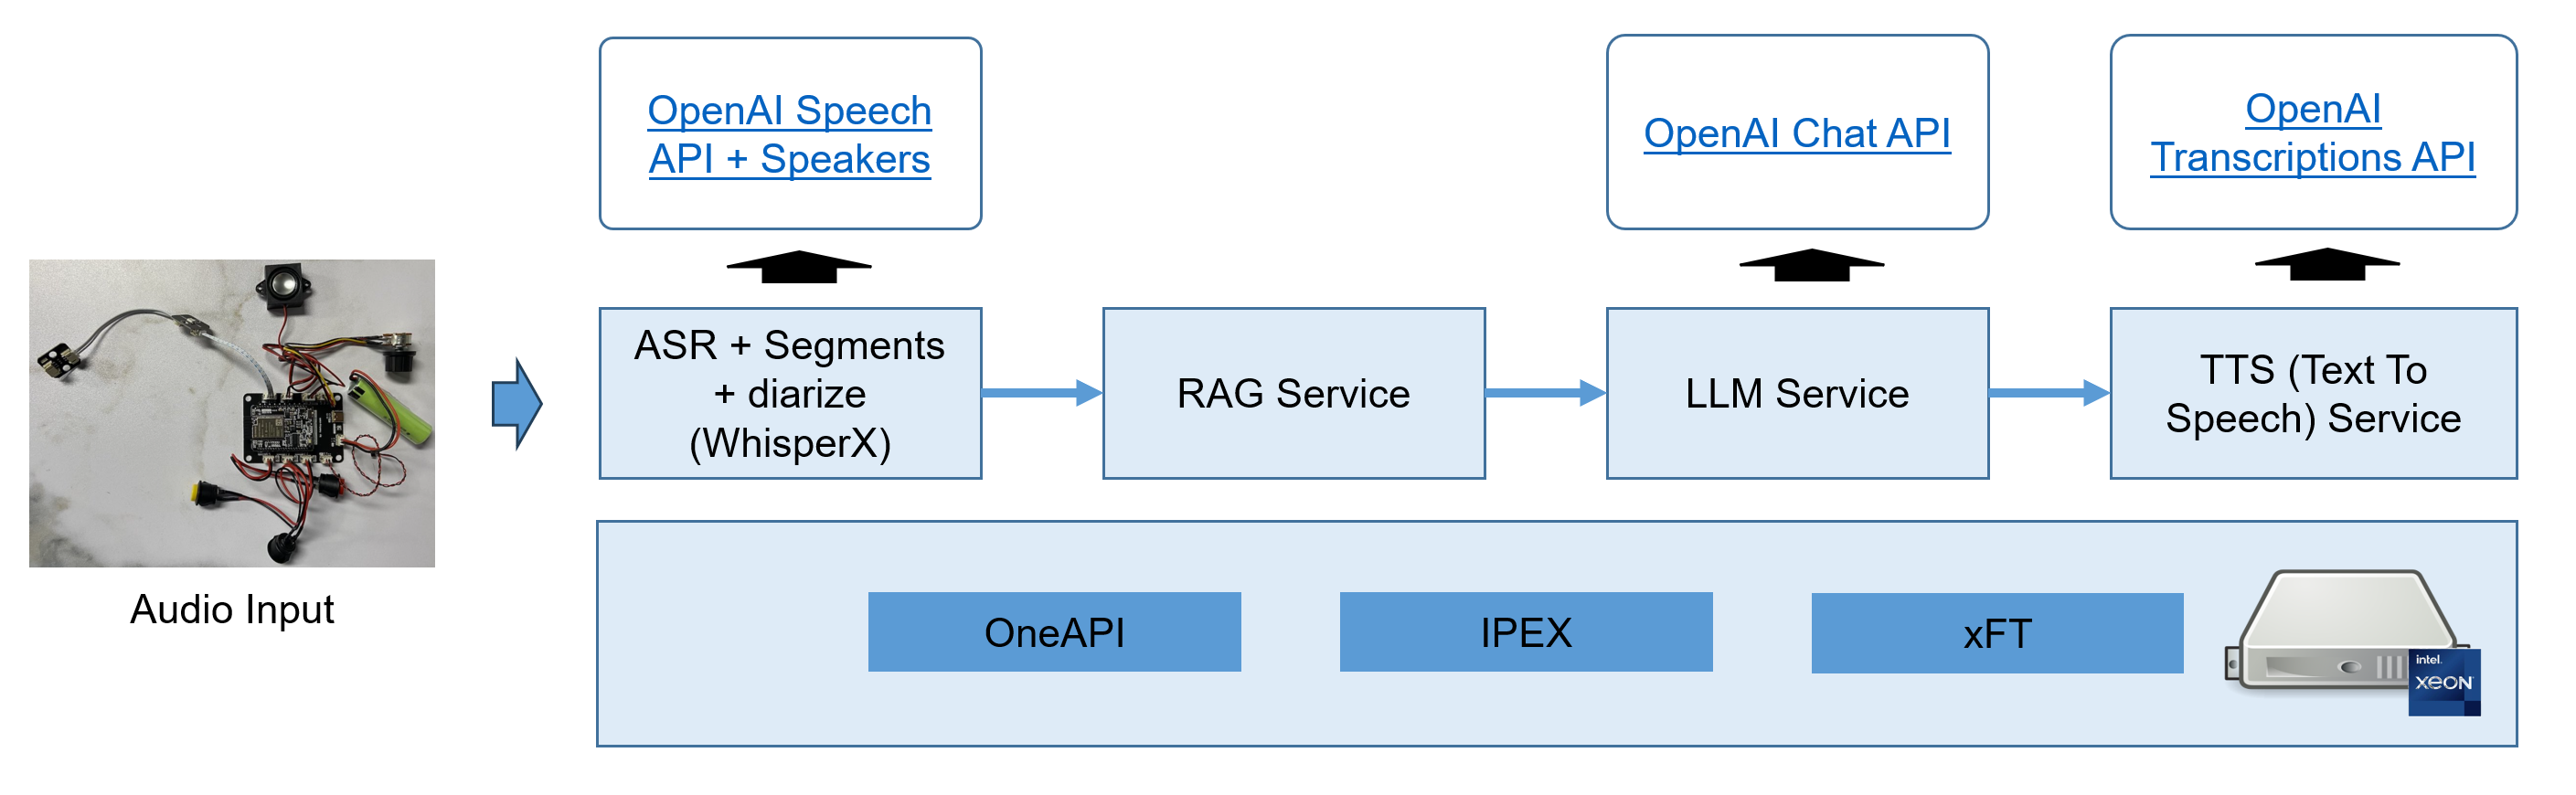 OpenAI Speech
API + Speakers
OpenAI Chat API
OpenAI
Transcriptions API
ASR + Segments
+ diarize
(WhisperX)
RAG Service
LLM Service
TTS (Text To
Speech) Service
Audio Input
OneAPI
IPEX
xFT
intel.
xeon